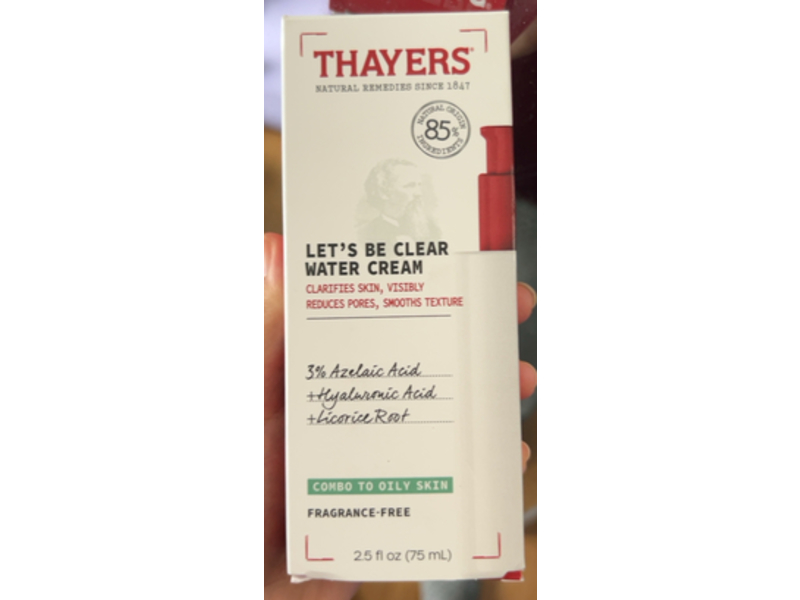 THAYERS
NATURAL REMEDIES SINCE 1847
NATURAL ORIGIN
85%
INGREDIENTS
LET'S BE CLEAR
WATER CREAM
CLARIFIES SKIN, VISIBLY
REDUCES PORES, SMOOTHS TEXTURE
3% Azelaic Acid
+Hyaluronic Acid
+Licorice Root
COMBO TO OILY SKIN
FRAGRANCE-FREE
2.5 fl oz (75 mL)